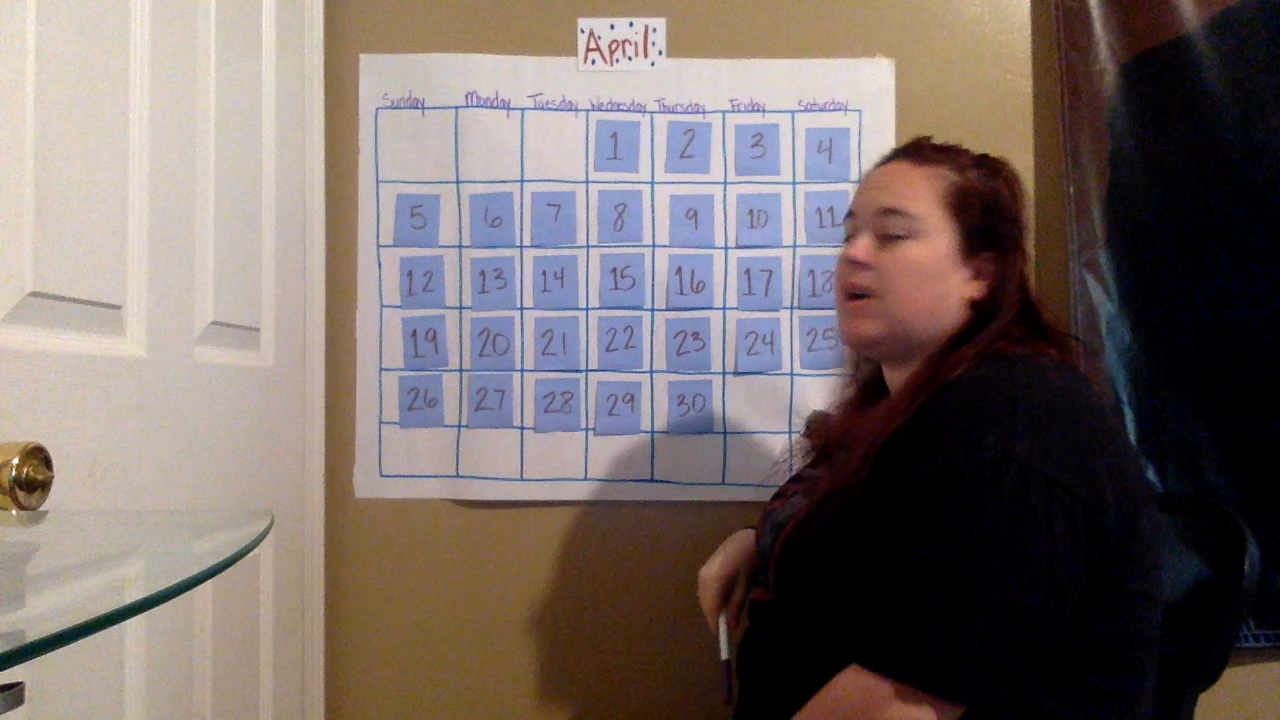 April
Sunday Monday Tuesday Wednesday Thursday Friday Saturday
1 2 3 4
5 6 7 8 9 10 11
12 13 14 15 16 17 18
19 20 21 22 23 24 25
26 27 28 29 30